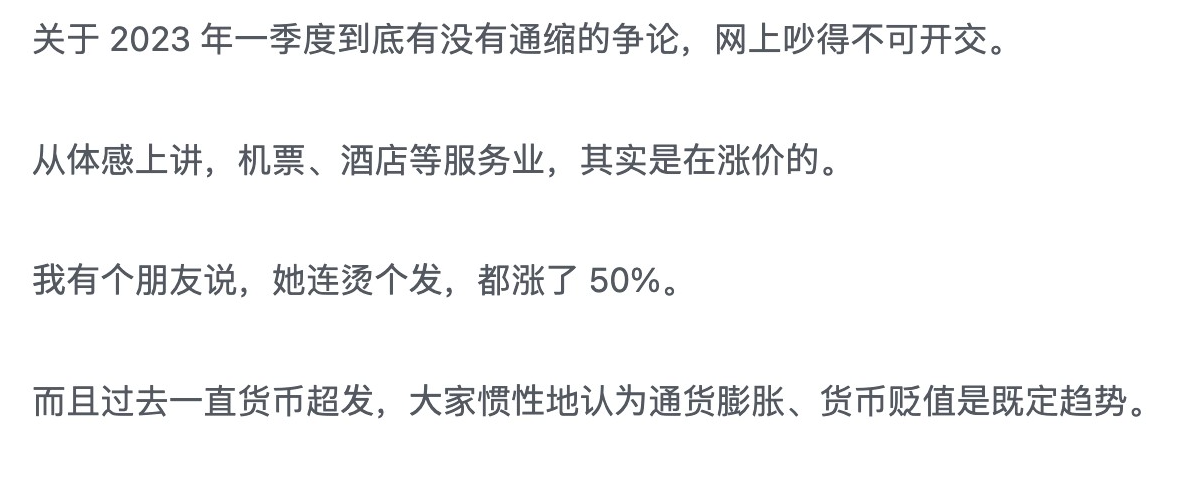 关于 2023 年一季度到底有没有通缩的争论，网上吵得不可开交。
从体感上讲，机票、酒店等服务业，其实是在涨价的。
我有个朋友说，她连烫个发，都涨了 50%。
而且过去一直货币超发，大家惯性地认为通货膨胀、货币贬值是既定趋势。